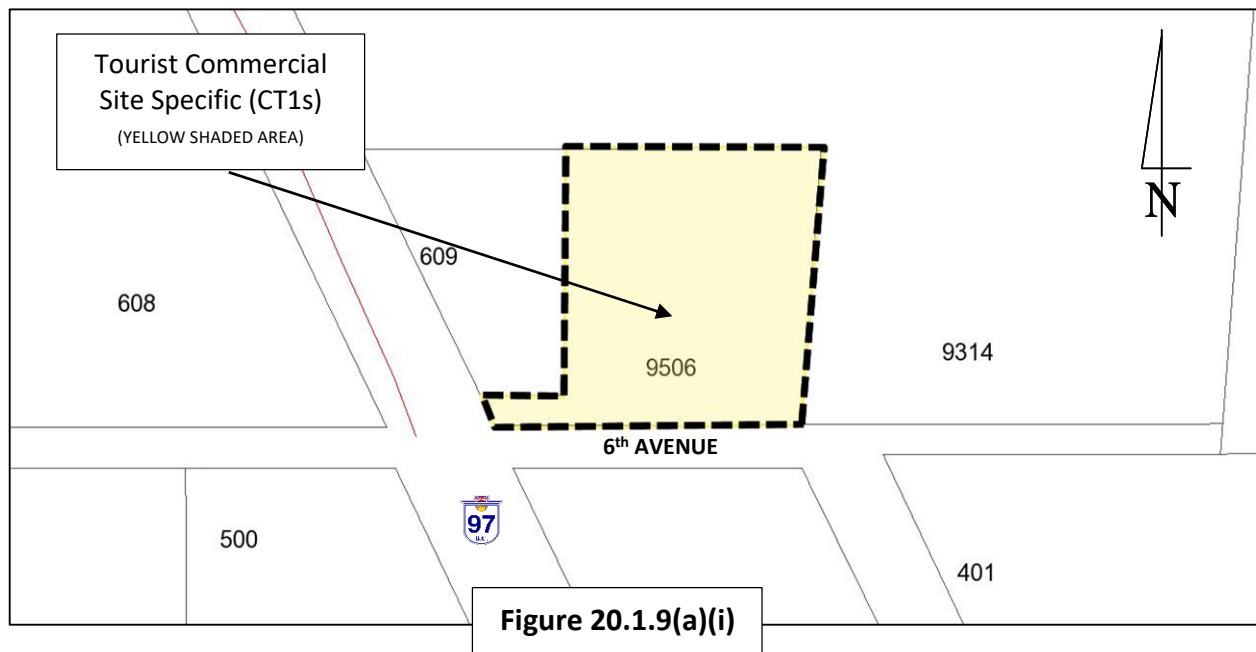 Tourist Commercial
Site Specific (CT1s)
(YELLOW SHADED AREA)
N
609
608
9314
9506
6th AVENUE
97
B.C.
500
401
Figure 20.1.9(a)(i)